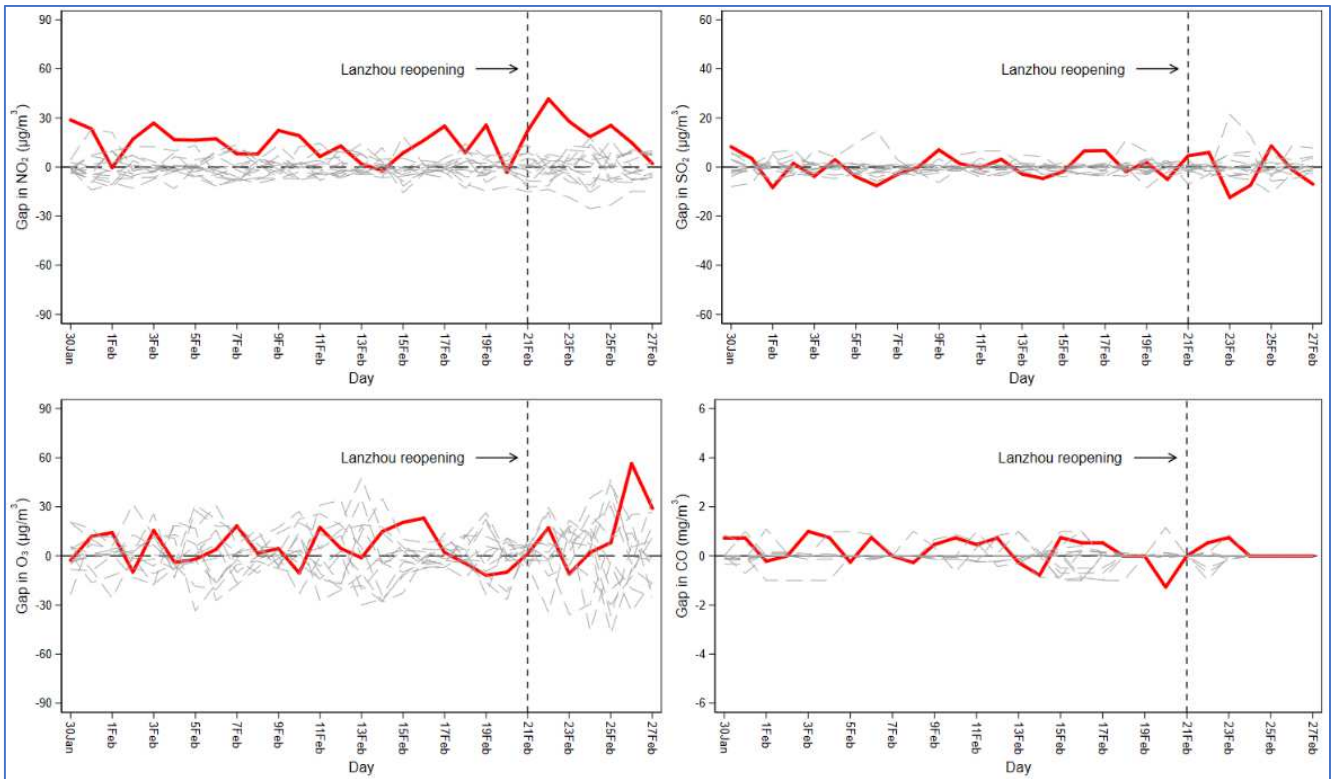 90
60
30
0
-30
-60
-90
Gap in NO₂ (µg/m³)
Lanzhou reopening
30Jan
1Feb
3Feb
5Feb
7Feb
9Feb
11Feb
13Feb
15Feb
17Feb
19Feb
21Feb
23Feb
25Feb
27Feb
Day
60
40
20
0
-20
-40
-60
Gap in SO₂ (µg/m³)
Lanzhou reopening
30Jan
1Feb
3Feb
5Feb
7Feb
9Feb
11Feb
13Feb
15Feb
17Feb
19Feb
21Feb
23Feb
25Feb
27Feb
Day
90
60
30
0
-30
-60
-90
Gap in O₃ (µg/m³)
Lanzhou reopening
30Jan
1Feb
3Feb
5Feb
7Feb
9Feb
11Feb
13Feb
15Feb
17Feb
19Feb
21Feb
23Feb
25Feb
27Feb
Day
6
4
2
0
-2
-4
-6
Gap in CO (mg/m³)
Lanzhou reopening
30Jan
1Feb
3Feb
5Feb
7Feb
9Feb
11Feb
13Feb
15Feb
17Feb
19Feb
21Feb
23Feb
25Feb
27Feb
Day